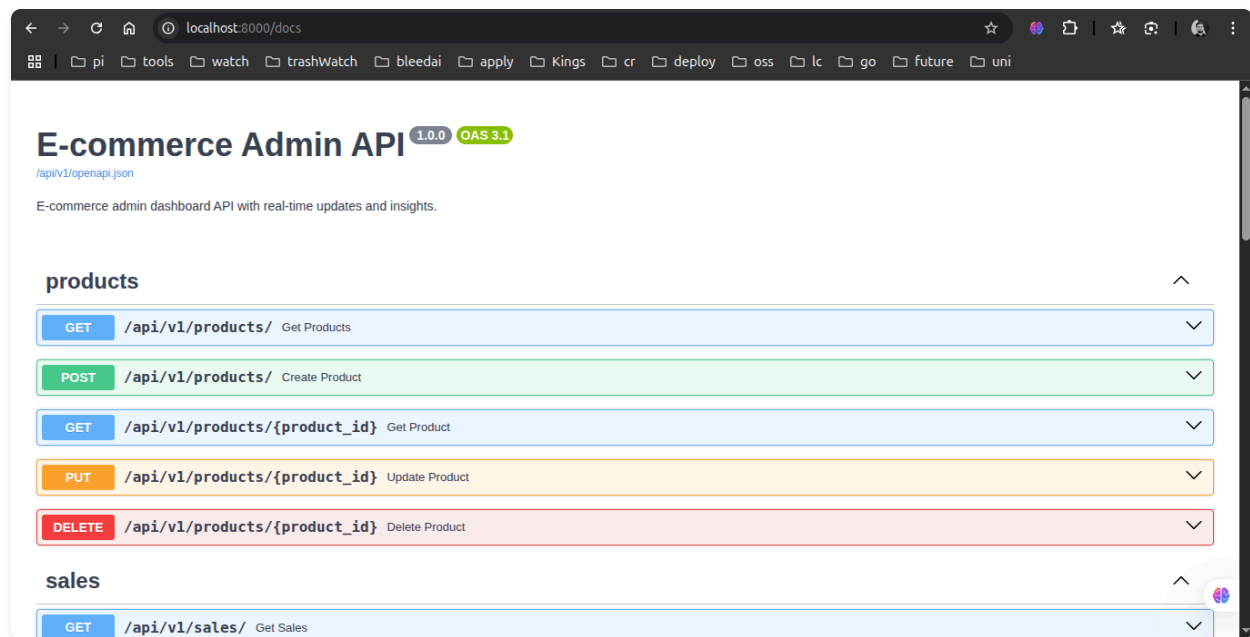 localhost:8000/docs
pi tools watch trashWatch bleedai apply Kings cr deploy oss lc go future uni
E-commerce Admin API 1.0.0 OAS 3.1
/api/v1/openapi.json
E-commerce admin dashboard API with real-time updates and insights.
products
GET /api/v1/products/ Get Products
POST /api/v1/products/ Create Product
GET /api/v1/products/{product_id} Get Product
PUT /api/v1/products/{product_id} Update Product
DELETE /api/v1/products/{product_id} Delete Product
sales
GET /api/v1/sales/ Get Sales